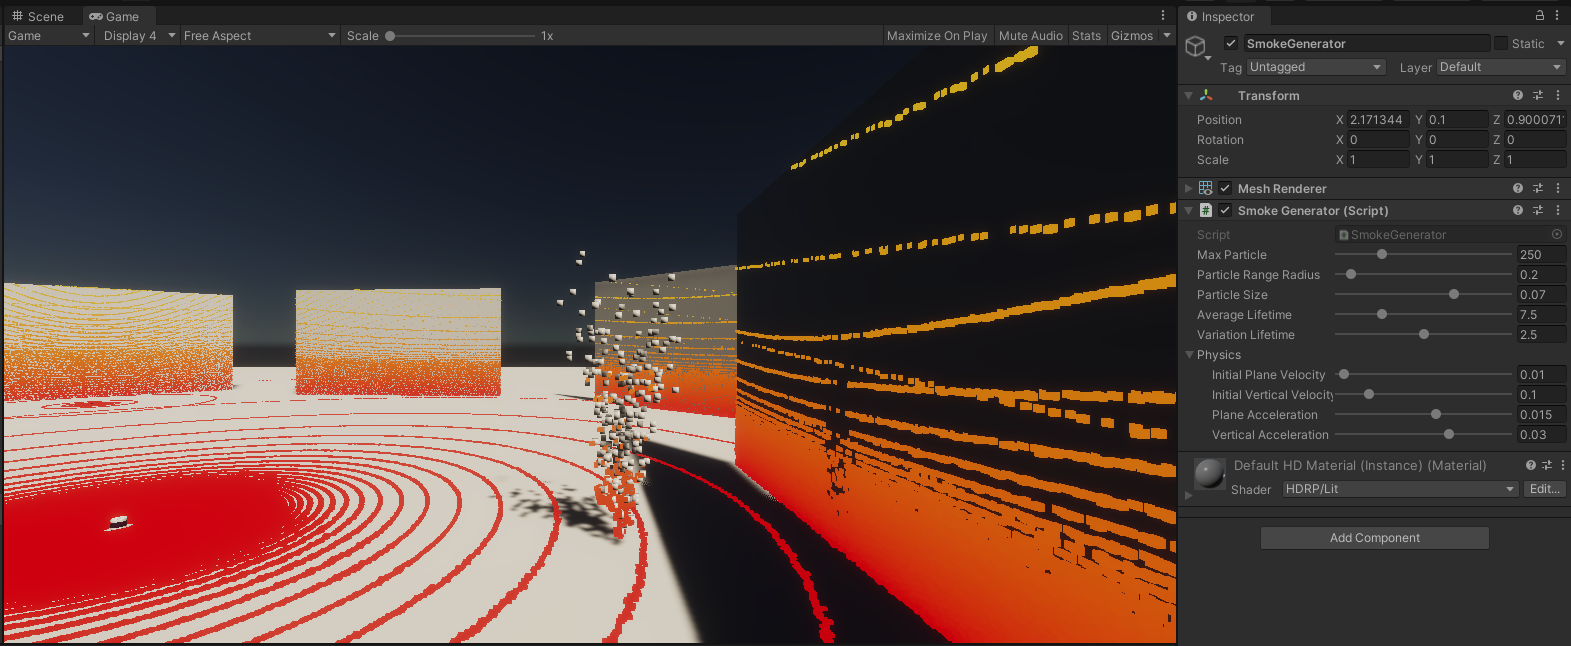 Scene Game
Game Display 4 Free Aspect Scale 1x Maximize On Play Mute Audio Stats Gizmos
Inspector
SmokeGenerator Static
Tag Untagged Layer Default
Transform
Position X 2.171344 Y 0.1 Z 0.900071
Rotation X 0 Y 0 Z 0
Scale X 1 Y 1 Z 1
Mesh Renderer
# Smoke Generator (Script)
Script SmokeGenerator
Max Particle 250
Particle Range Radius 0.2
Particle Size 0.07
Average Lifetime 7.5
Variation Lifetime 2.5
Physics
Initial Plane Velocity 0.01
Initial Vertical Velocity 0.1
Plane Acceleration 0.015
Vertical Acceleration 0.03
Default HD Material (Instance) (Material)
Shader HDRP/Lit Edit...
Add Component